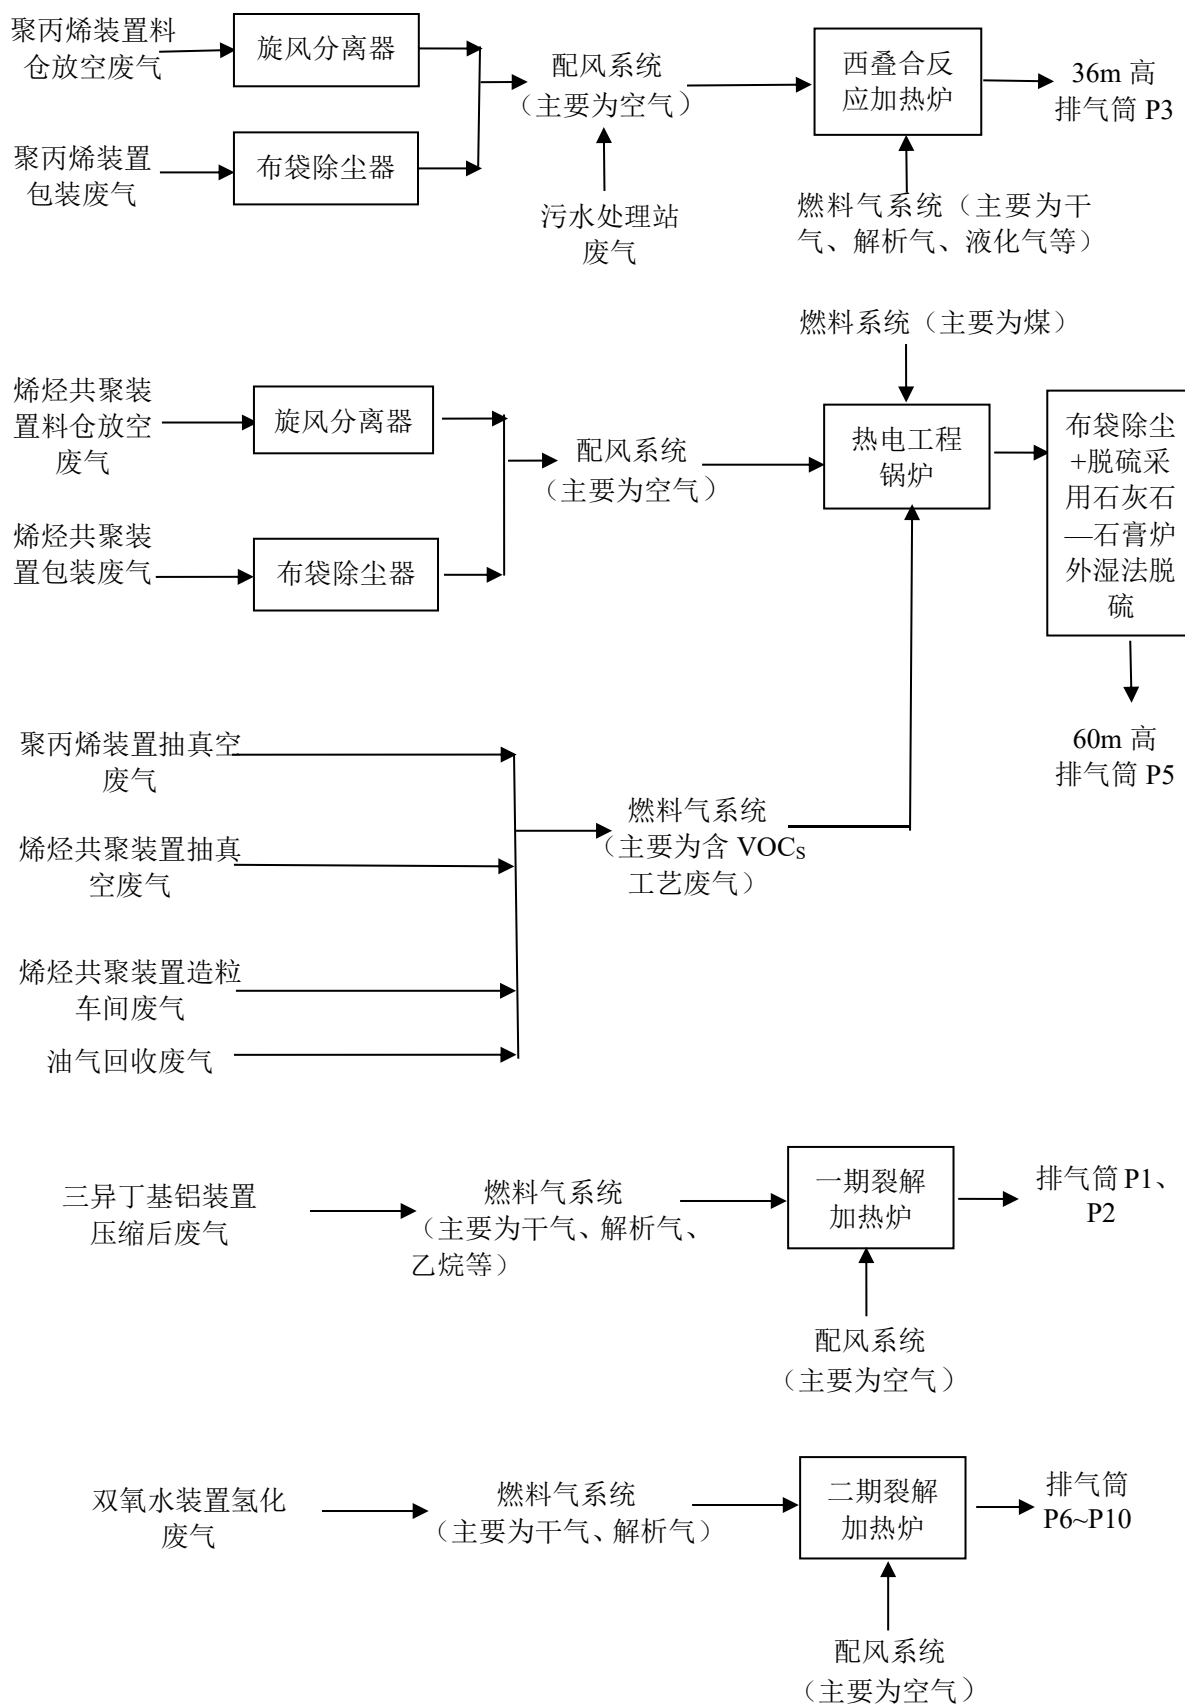 聚丙烯装置料
仓放空废气
旋风分离器
配风系统
（主要为空气）
西叠合反
应加热炉
36m 高
排气筒 P3
聚丙烯装置
包装废气
布袋除尘器
污水处理站
废气
燃料气系统（主要为干
气、解析气、液化气等）
燃料系统（主要为煤）
烯烃共聚装
置料仓放空
废气
旋风分离器
配风系统
（主要为空气）
热电工程
锅炉
布袋除尘
+脱硫采
用石灰石
—石膏炉
外湿法脱
硫
烯烃共聚装
置包装废气
布袋除尘器
60m 高
排气筒 P5
聚丙烯装置抽真空
废气
烯烃共聚装置抽真
空废气
燃料气系统
（主要为含 VOCs
工艺废气）
烯烃共聚装置造粒
车间废气
油气回收废气
三异丁基铝装置
压缩后废气
燃料气系统
（主要为干气、解析气、
乙烷等）
一期裂解
加热炉
排气筒 P1、
P2
配风系统
（主要为空气）
双氧水装置氢化
废气
燃料气系统
（主要为干气、解析气）
二期裂解
加热炉
排气筒
P6~P10
配风系统
（主要为空气）